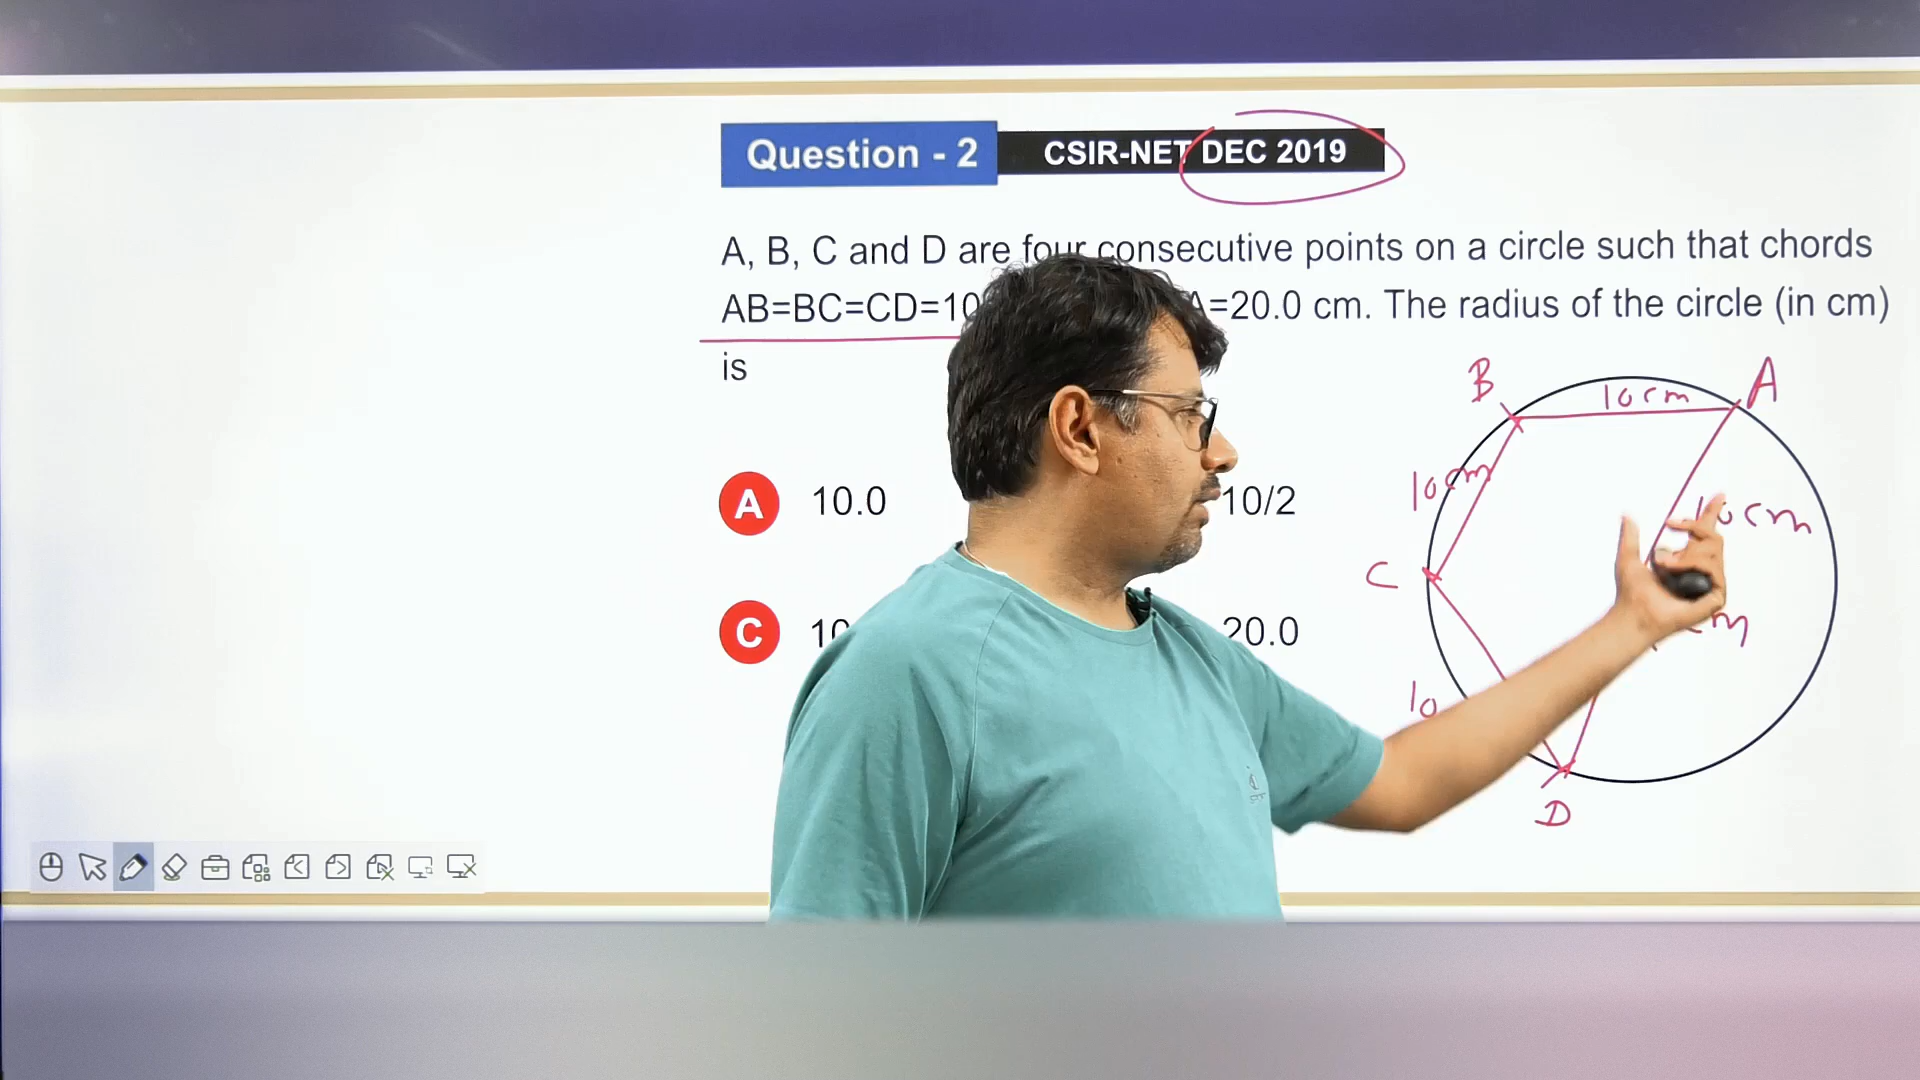 Question - 2
CSIR-NET DEC 2019
A, B, C and D are four consecutive points on a circle such that chords
AB=BC=CD=10 =20.0 cm. The radius of the circle (in cm)
is
A 10.0
10/2
C 10
20.0
B
10cm
A
10cm
10cm
C
10
D